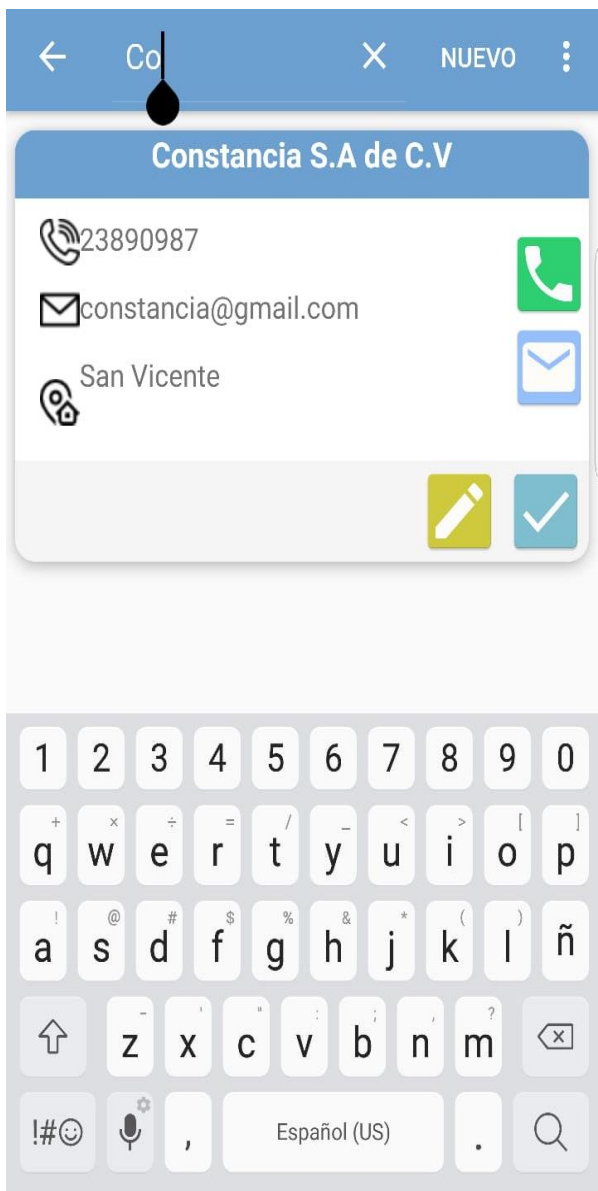 Co
NUEVO
Constancia S.A de C.V
23890987
constancia@gmail.com
San Vicente
1 2 3 4 5 6 7 8 9 0
+ × ÷ = / _ < > [ ]
q w e r t y u i o p
! @ # $ % & * ( )
a s d f g h j k l ñ
- ' " : ; , ?
z x c v b n m
!#☺ , Español (US) .